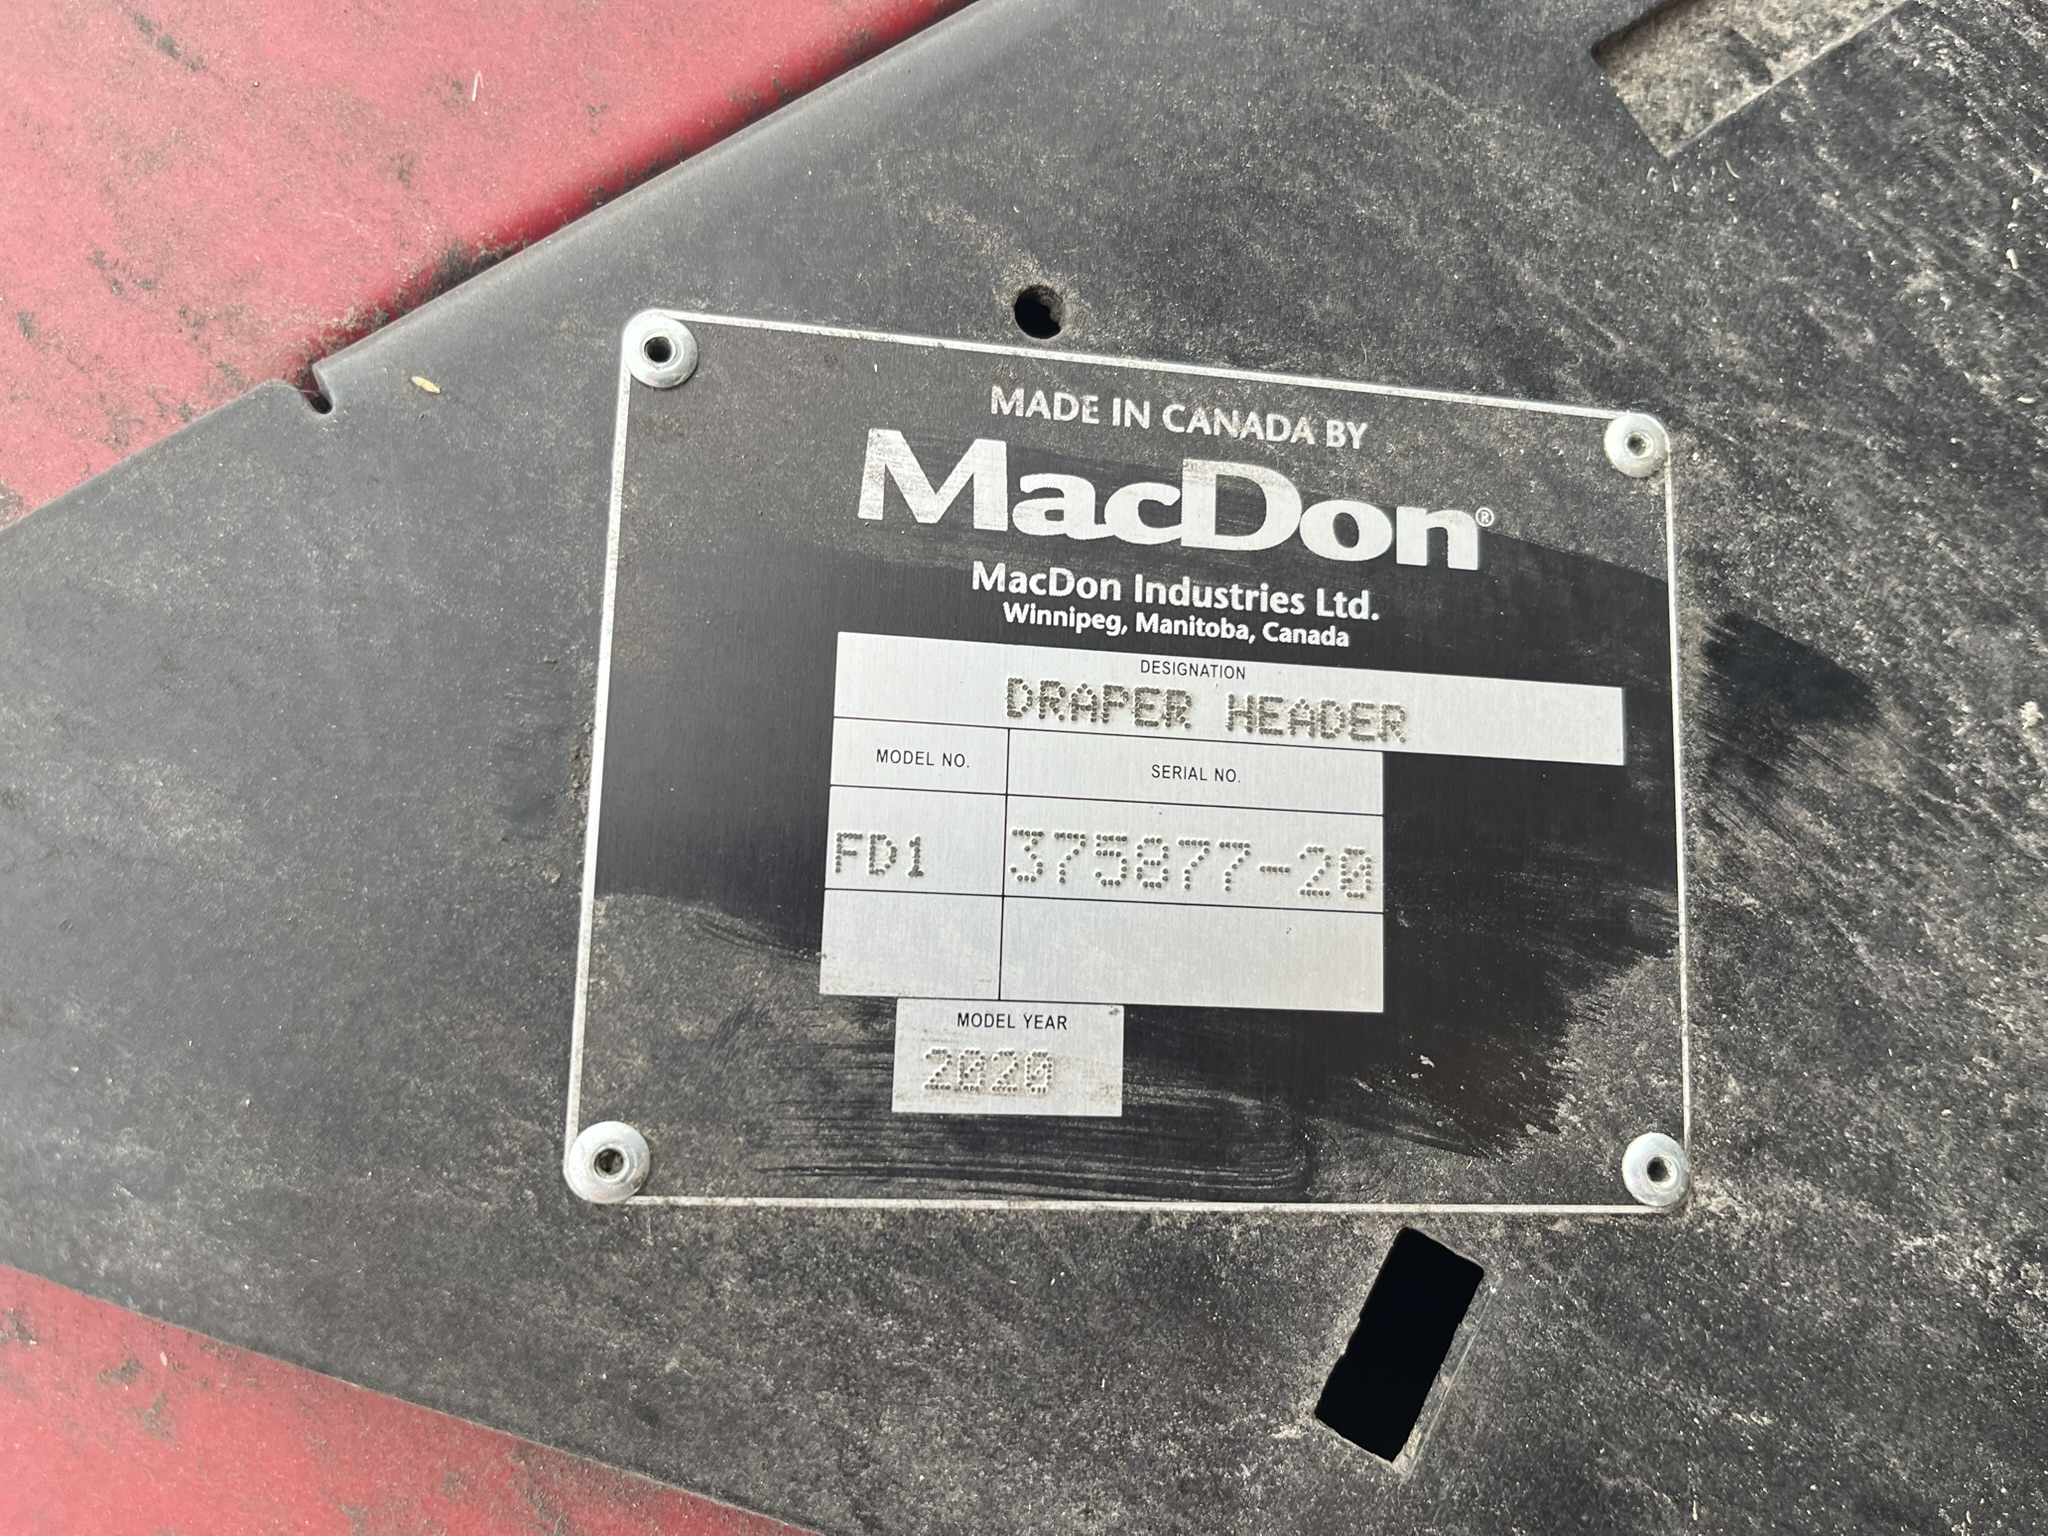 MADE IN CANADA BY
MacDon®
MacDon Industries Ltd.
Winnipeg, Manitoba, Canada
DESIGNATION
DRAPER HEADER
MODEL NO. SERIAL NO.
FD1 375877-20
MODEL YEAR
2020